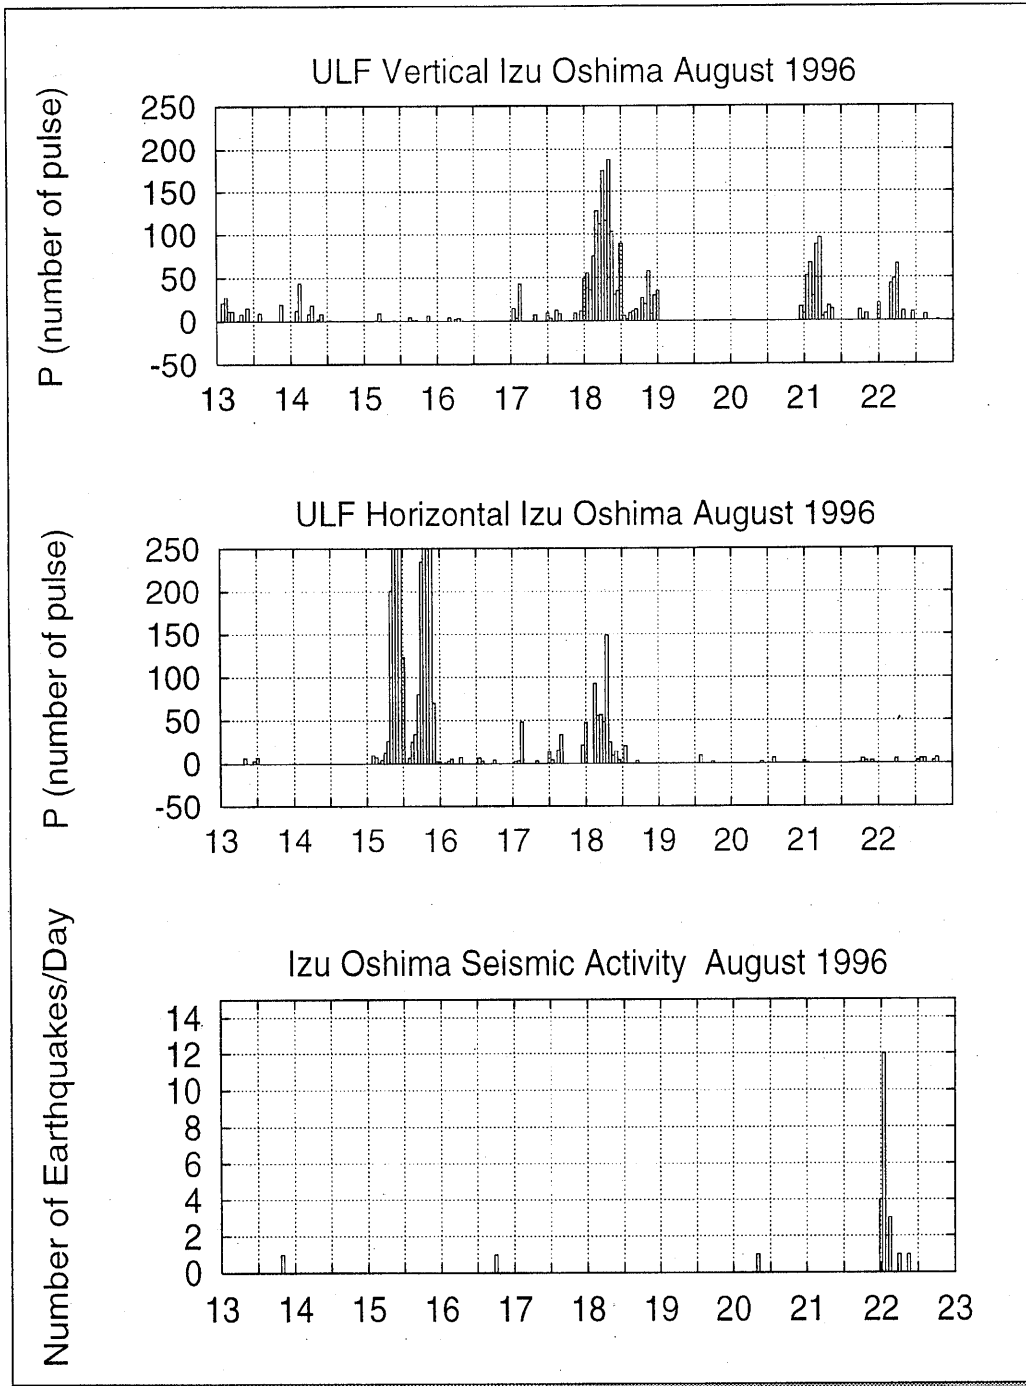 ULF Vertical Izu Oshima August 1996
P (number of pulse)
250
200
150
100
50
0
-50
13 14 15 16 17 18 19 20 21 22
ULF Horizontal Izu Oshima August 1996
P (number of pulse)
250
200
150
100
50
0
-50
13 14 15 16 17 18 19 20 21 22
Izu Oshima Seismic Activity August 1996
Number of Earthquakes/Day
14
12
10
8
6
4
2
0
13 14 15 16 17 18 19 20 21 22 23